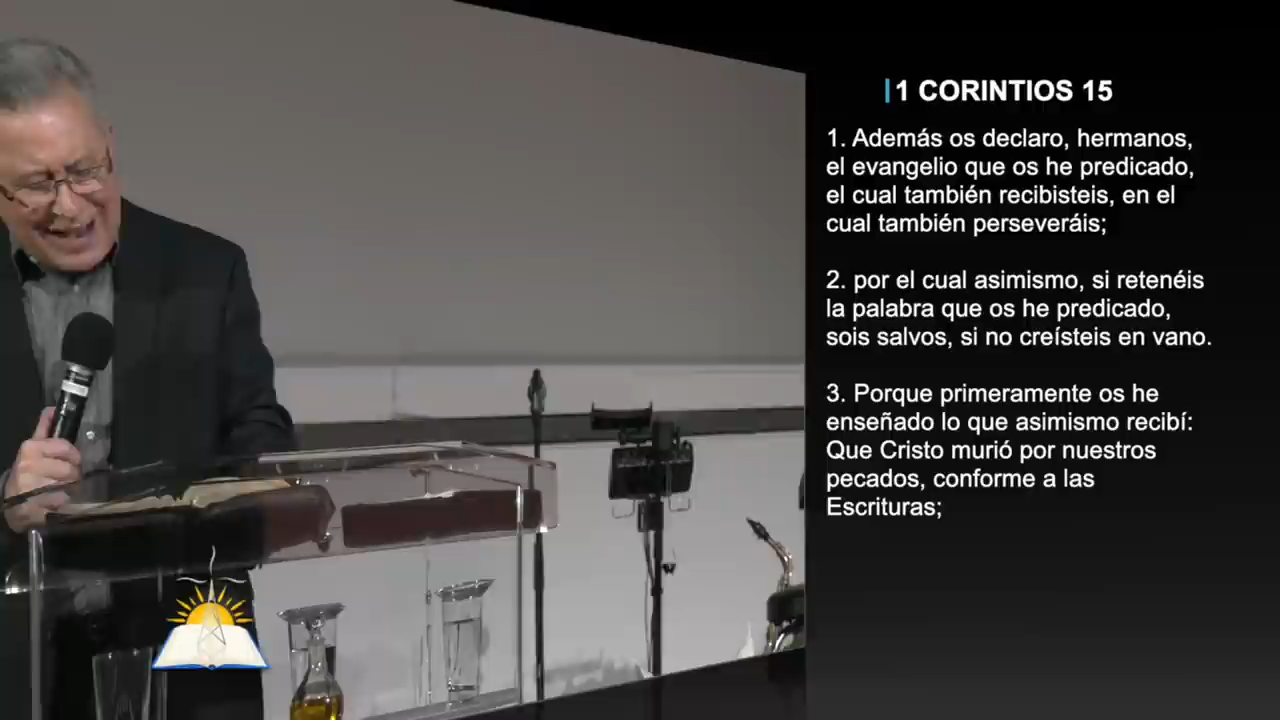 1 CORINTIOS 15
1. Además os declaro, hermanos,
el evangelio que os he predicado,
el cual también recibisteis, en el
cual también perseveráis;
2. por el cual asimismo, si retenéis
la palabra que os he predicado,
sois salvos, si no creísteis en vano.
3. Porque primeramente os he
enseñado lo que asimismo recibí:
Que Cristo murió por nuestros
pecados, conforme a las
Escrituras;